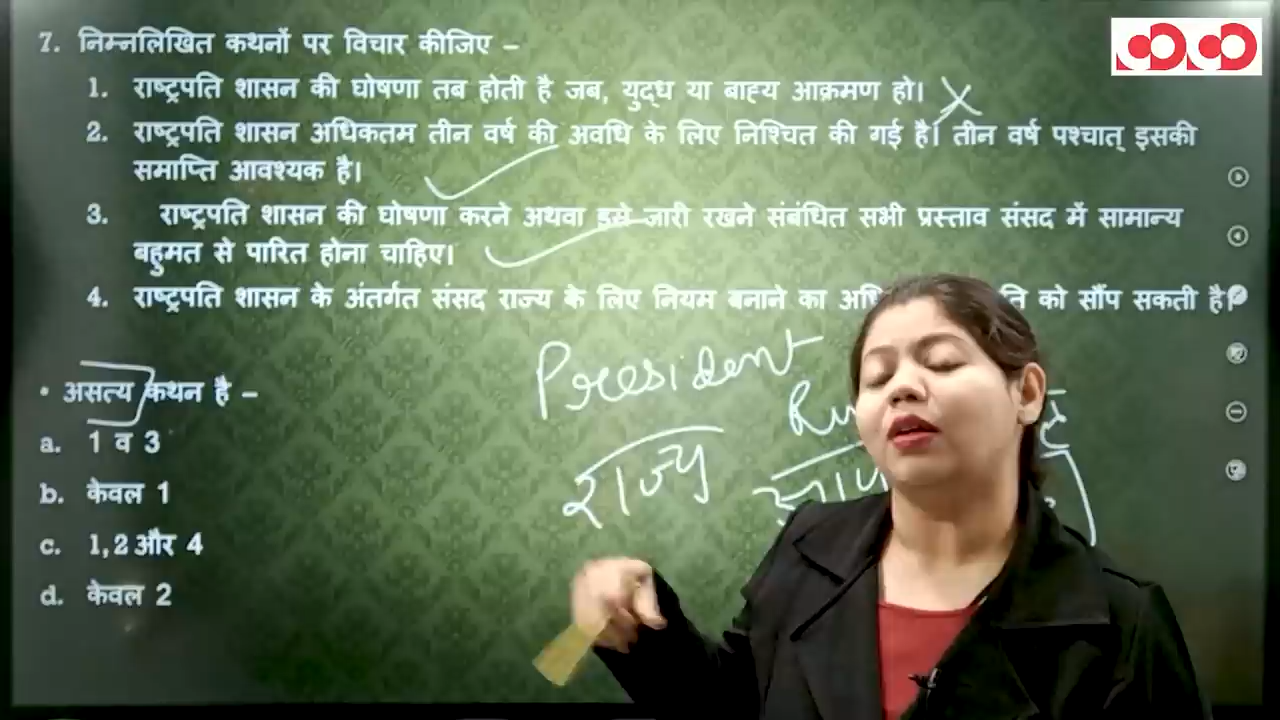 7. निम्नलिखित कथनों पर विचार कीजिए –
1. राष्ट्रपति शासन की घोषणा तब होती है जब, युद्ध या बाह्य आक्रमण हो।
2. राष्ट्रपति शासन अधिकतम तीन वर्ष की अवधि के लिए निश्चित की गई है। तीन वर्ष पश्चात् इसकी
समाप्ति आवश्यक है।
3. राष्ट्रपति शासन की घोषणा करने अथवा इसे जारी रखने संबंधित सभी प्रस्ताव संसद में सामान्य
बहुमत से पारित होना चाहिए।
4. राष्ट्रपति शासन के अंतर्गत संसद राज्य के लिए नियम बनाने का को सौंप सकती है।
President
राज्य
• असत्य कथन है –
a. 1 व 3
b. केवल 1
c. 1,2 और 4
d. केवल 2